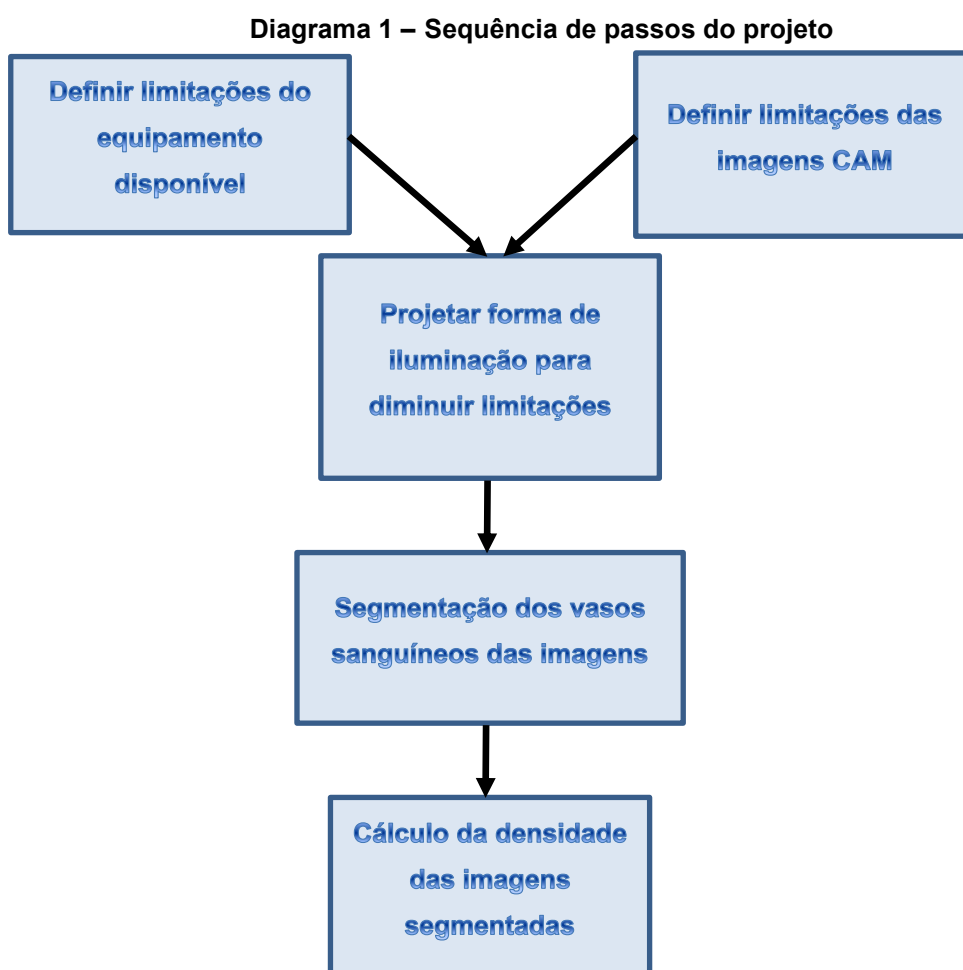 Diagrama 1 – Sequência de passos do projeto
Definir limitações do
equipamento
disponível
Definir limitações das
imagens CAM
Projetar forma de
iluminação para
diminuir limitações
Segmentação dos vasos
sanguíneos das imagens
Cálculo da densidade
das imagens
segmentadas